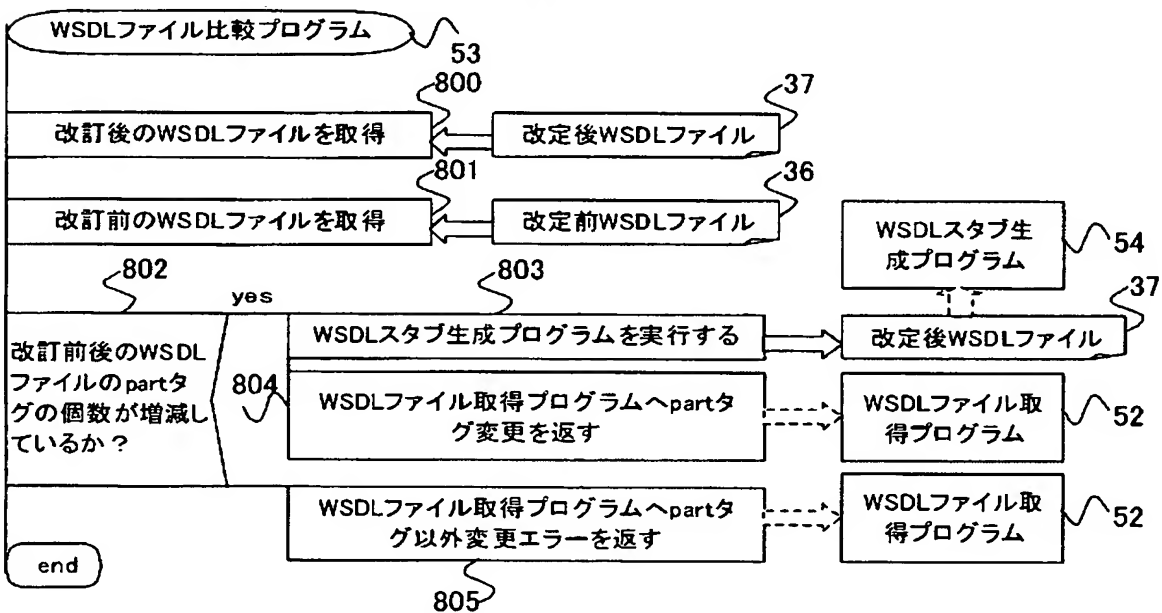 WSDLファイル比較プログラム
53
800
37
改訂後のWSDLファイルを取得
改定後WSDLファイル
801
36
改訂前のWSDLファイルを取得
改定前WSDLファイル
WSDLスタブ生
成プログラム
54
802
803
37
yes
WSDLスタブ生成プログラムを実行する
改定後WSDLファイル
改訂前後のWSDL
ファイルのpartタ
グの個数が増減し
ているか？
804
WSDLファイル取得プログラムへpartタ
グ変更を返す
WSDLファイル取
得プログラム
52
WSDLファイル取得プログラムへpartタ
グ以外変更エラーを返す
WSDLファイル取
得プログラム
52
end
805